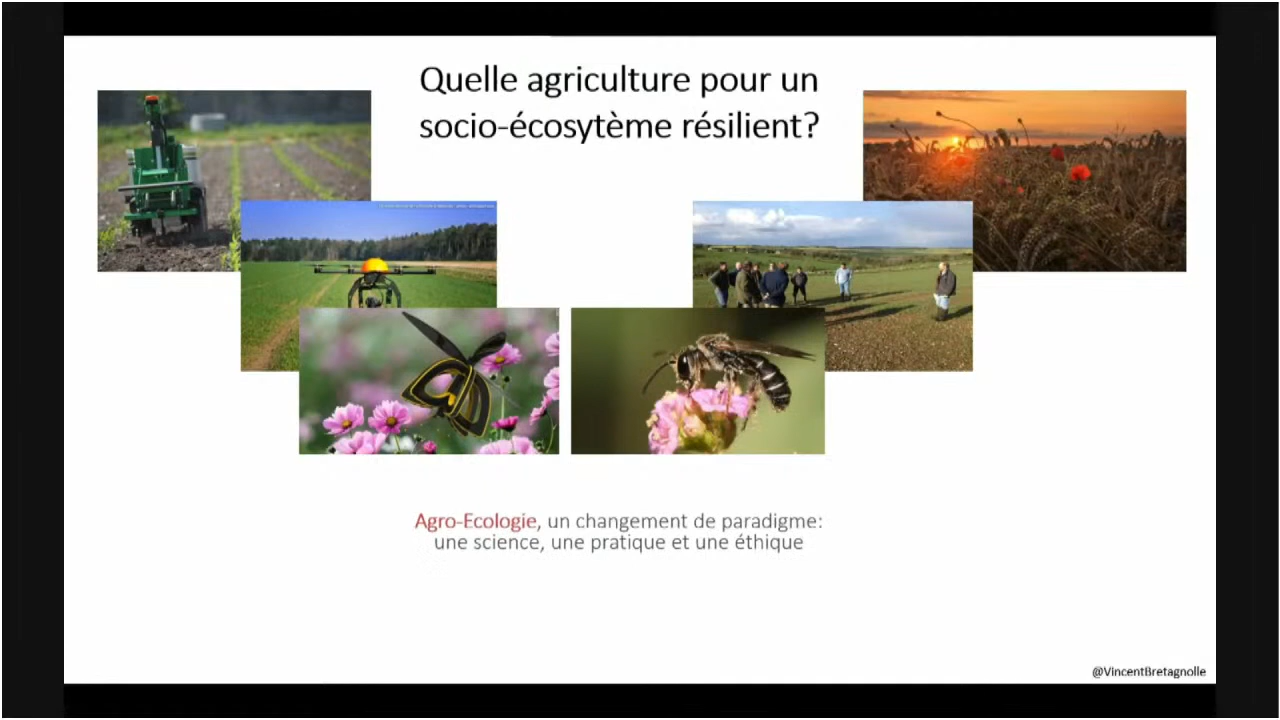 Quelle agriculture pour un
socio-écosytème résilient?
Agro-Ecologie, un changement de paradigme:
une science, une pratique et une éthique
@VincentBretagnolle